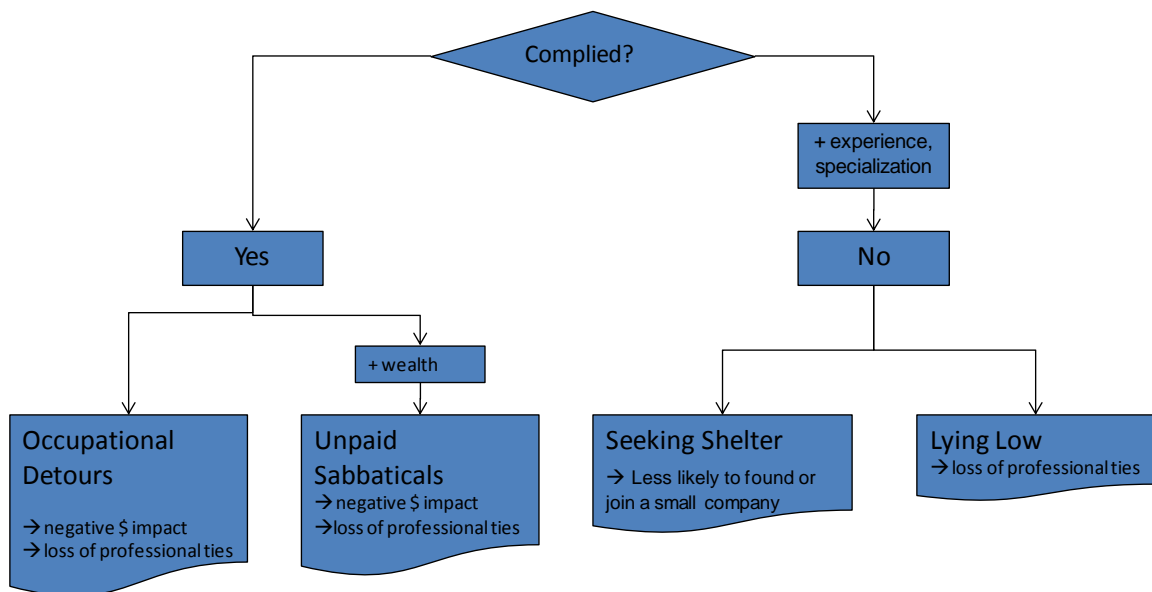 Complied?
+ experience,
specialization
Yes
No
+ wealth
Occupational
Detours
→ negative $ impact
→ loss of professional ties
Unpaid
Sabbaticals
→ negative $ impact
→loss of professional ties
Seeking Shelter
→ Less likely to found or
join a small company
Lying Low
→ loss of professional ties